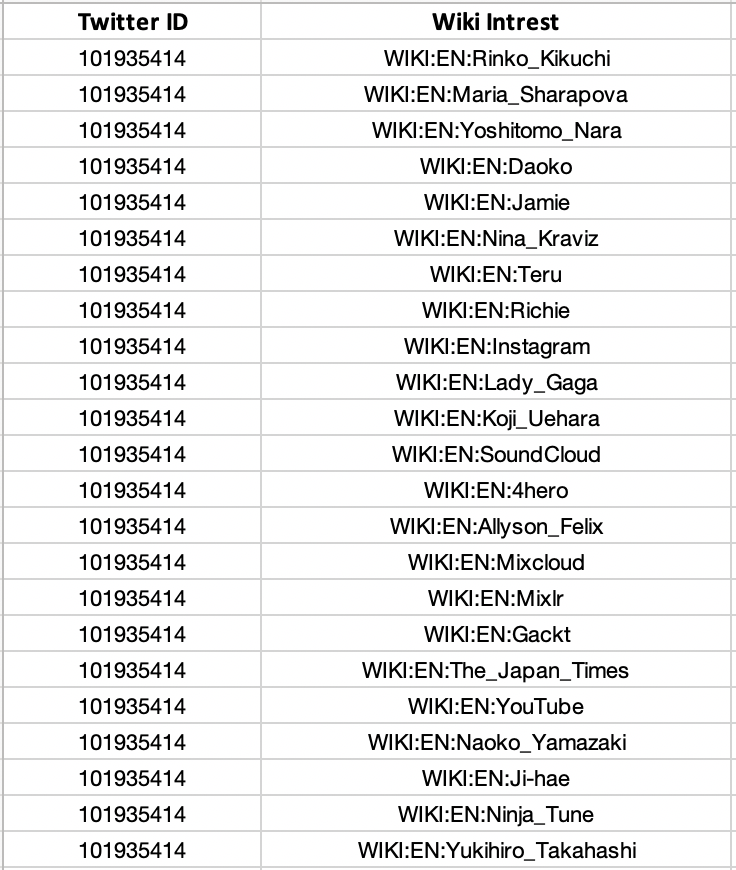 Twitter ID Wiki Intrest
101935414 WIKI:EN:Rinko_Kikuchi
101935414 WIKI:EN:Maria_Sharapova
101935414 WIKI:EN:Yoshitomo_Nara
101935414 WIKI:EN:Daoko
101935414 WIKI:EN:Jamie
101935414 WIKI:EN:Nina_Kraviz
101935414 WIKI:EN:Teru
101935414 WIKI:EN:Richie
101935414 WIKI:EN:Instagram
101935414 WIKI:EN:Lady_Gaga
101935414 WIKI:EN:Koji_Uehara
101935414 WIKI:EN:SoundCloud
101935414 WIKI:EN:4hero
101935414 WIKI:EN:Allyson_Felix
101935414 WIKI:EN:Mixcloud
101935414 WIKI:EN:Mixlr
101935414 WIKI:EN:Gackt
101935414 WIKI:EN:The_Japan_Times
101935414 WIKI:EN:YouTube
101935414 WIKI:EN:Naoko_Yamazaki
101935414 WIKI:EN:Ji-hae
101935414 WIKI:EN:Ninja_Tune
101935414 WIKI:EN:Yukihiro_Takahashi